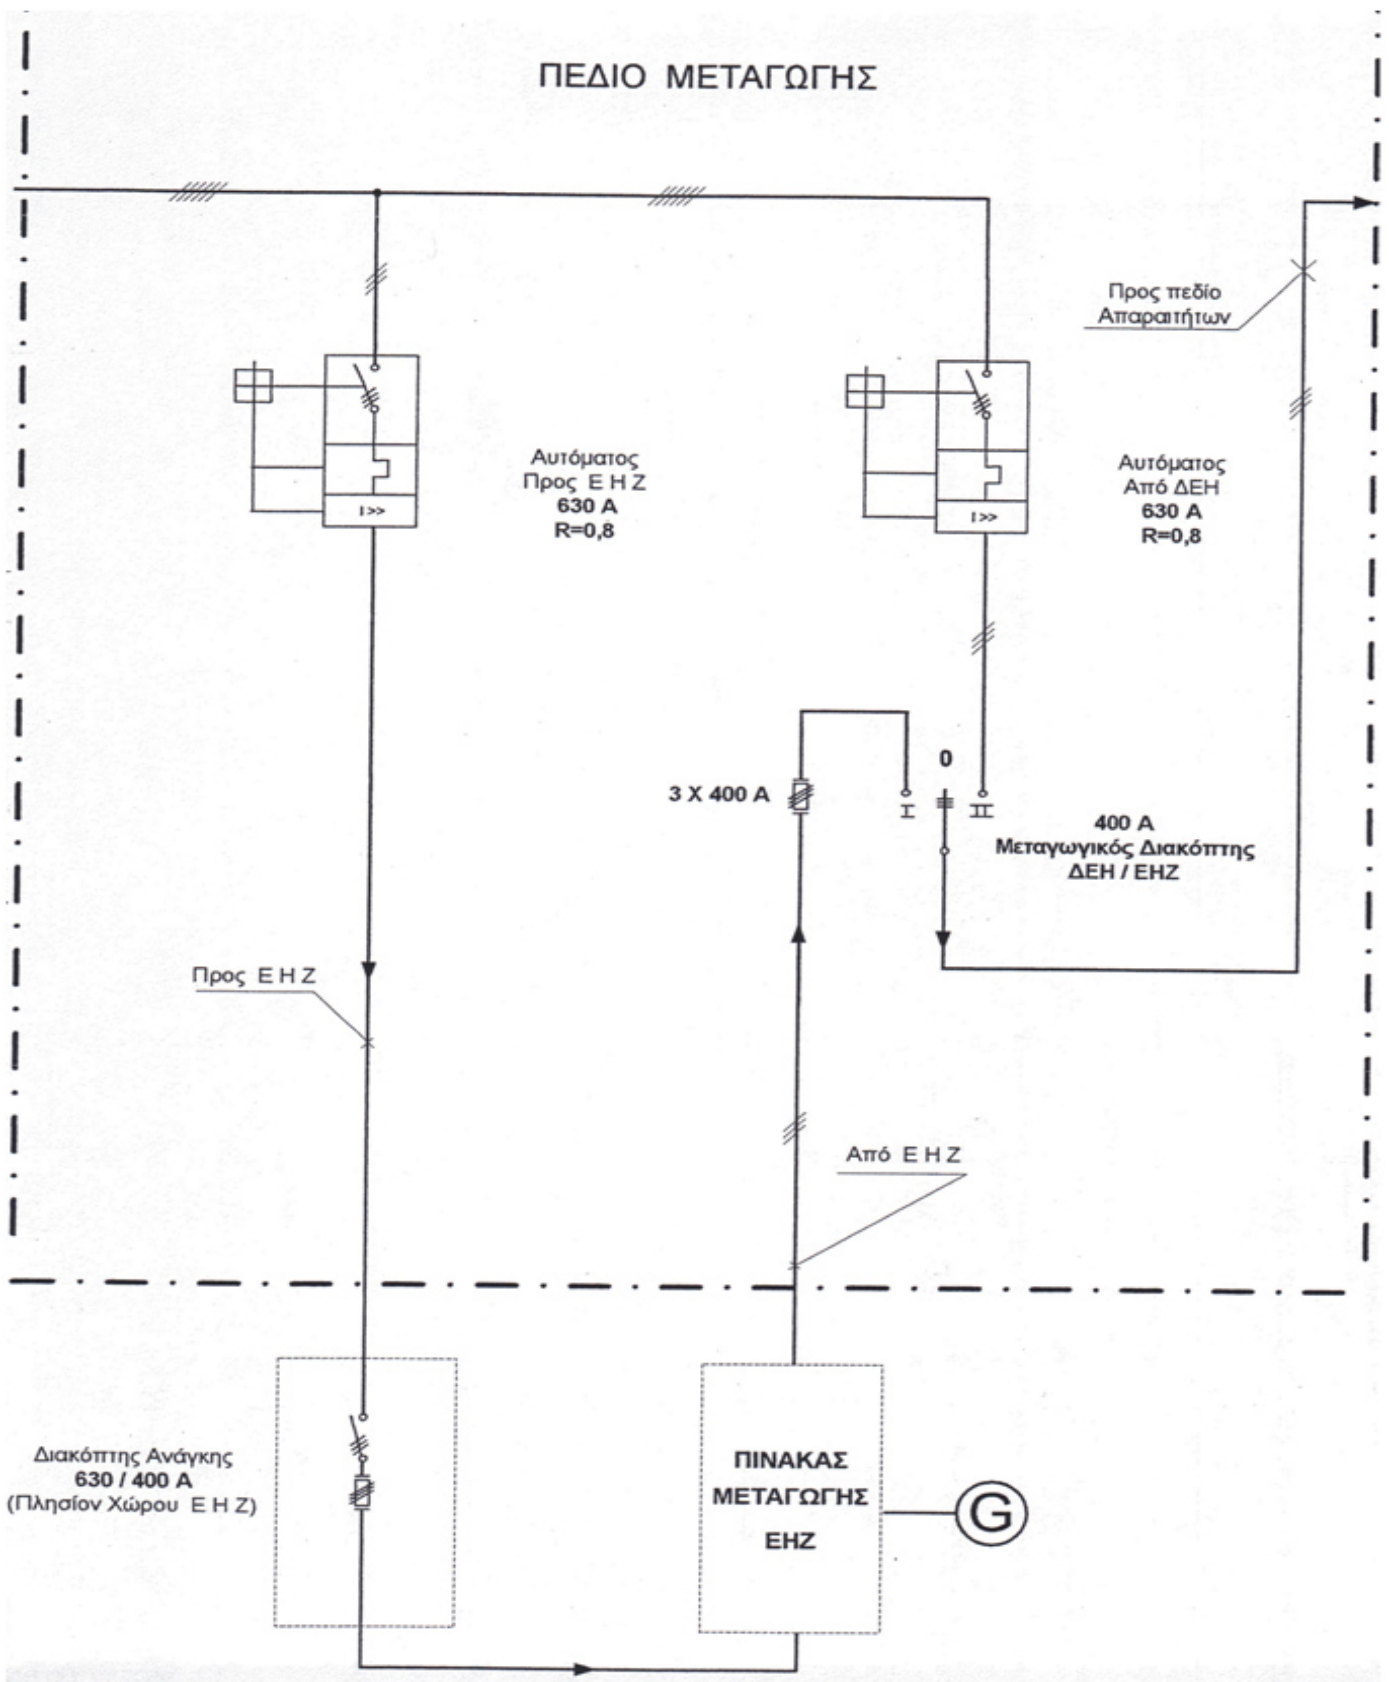 ΠΕΔΙΟ ΜΕΤΑΓΩΓΗΣ
Προς πεδίο
Απαραιτήτων
Αυτόματος
Προς Ε Η Ζ
630 Α
R=0,8
I >>
Αυτόματος
Από ΔΕΗ
630 Α
R=0,8
I >>
3 Χ 400 Α
0
I
II
400 Α
Μεταγωγικός Διακόπτης
ΔΕΗ / ΕΗΖ
Προς Ε Η Ζ
Από Ε Η Ζ
Διακόπτης Ανάγκης
630 / 400 Α
(Πλησίον Χώρου Ε Η Ζ)
ΠΙΝΑΚΑΣ
ΜΕΤΑΓΩΓΗΣ
ΕΗΖ
G